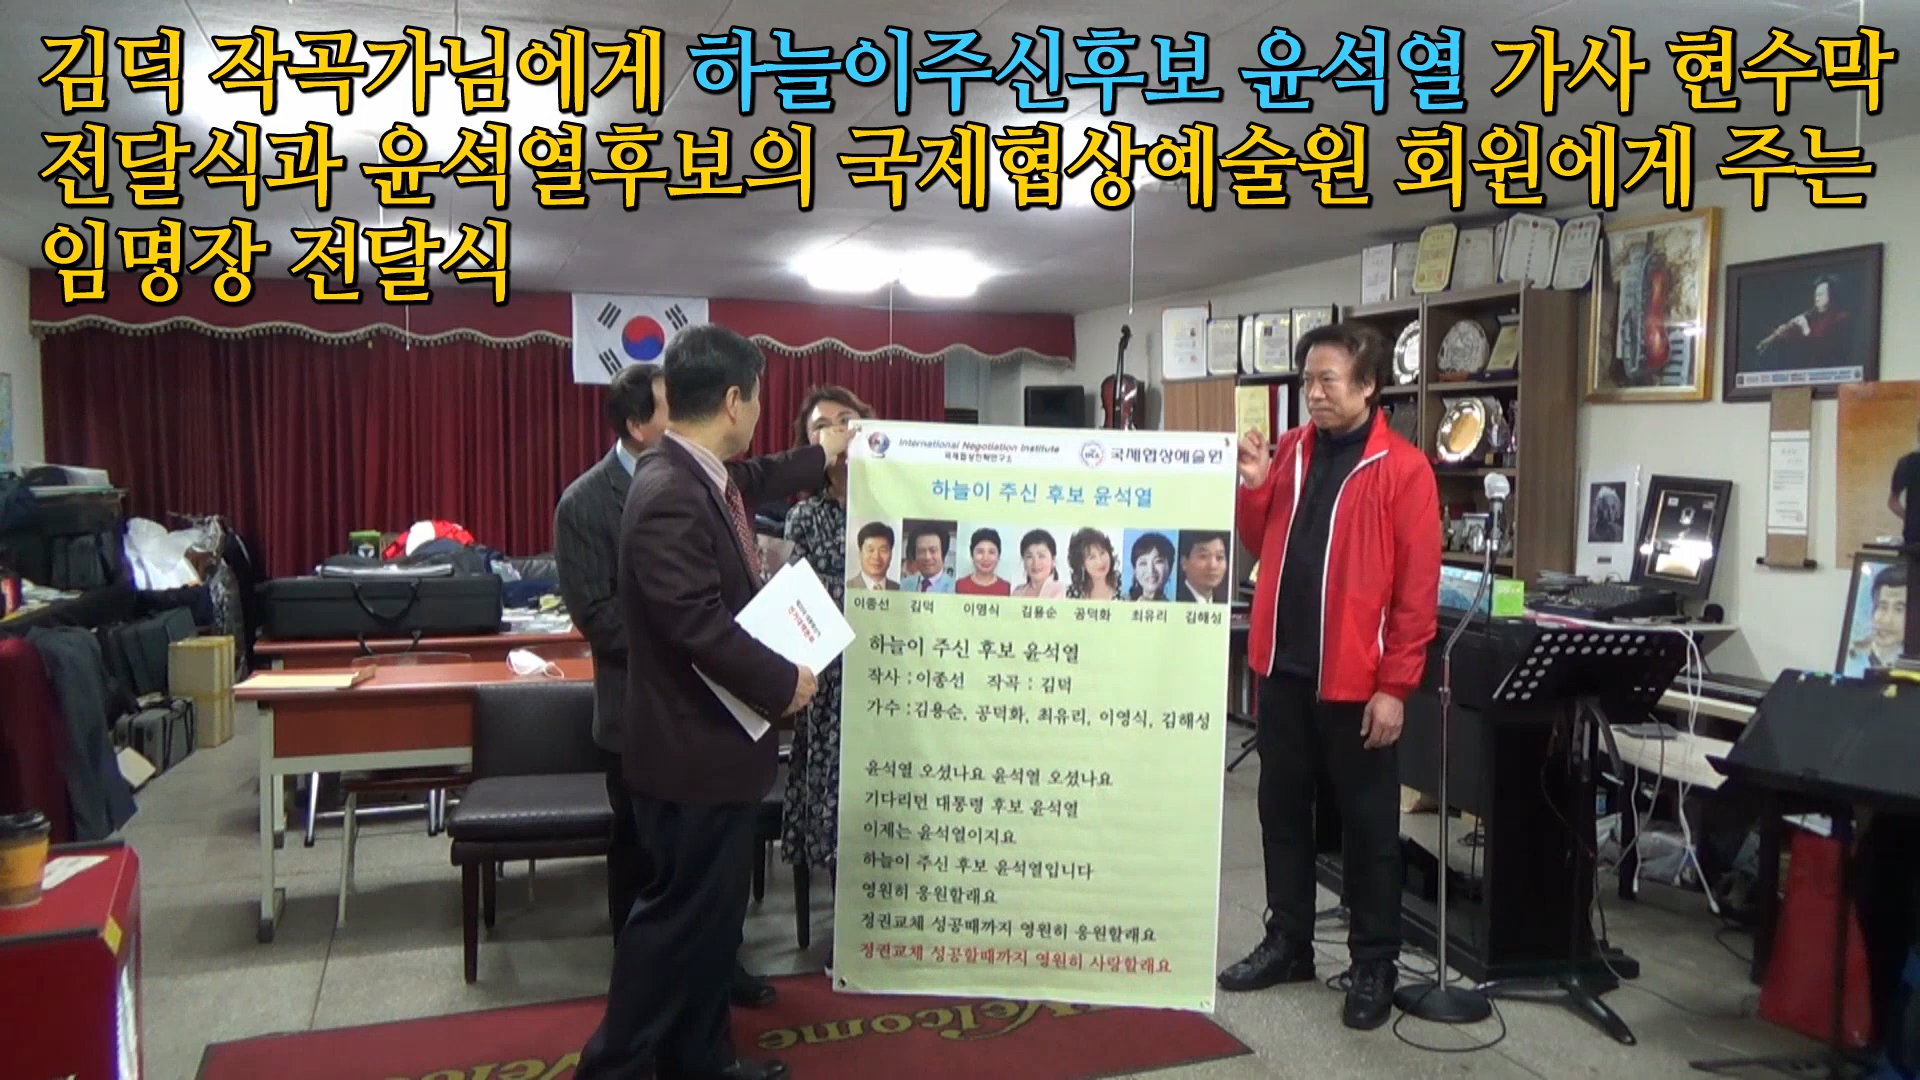 김덕 작곡가님에게 하늘이주신후보 윤석열 가사 현수막
전달식과 윤석열후보의 국제협상예술원 회원에게 주는
임명장 전달식
International Negotiation Institute
국제협상전략연구소
국제협상예술원
하늘이 주신 후보 윤석열
이종선 김덕 이영식 김용순 공덕화 최유리 김해성
하늘이 주신 후보 윤석열
작사 : 이종선 작곡 : 김덕
가수 : 김용순, 공덕화, 최유리, 이영식, 김해성
윤석열 오셨나요 윤석열 오셨나요
기다리던 대통령 후보 윤석열
이제는 윤석열이지요
하늘이 주신 후보 윤석열입니다
영원히 응원할래요
정권교체 성공때까지 영원히 응원할래요
정권교체 성공할때까지 영원히 사랑할래요
Welcome